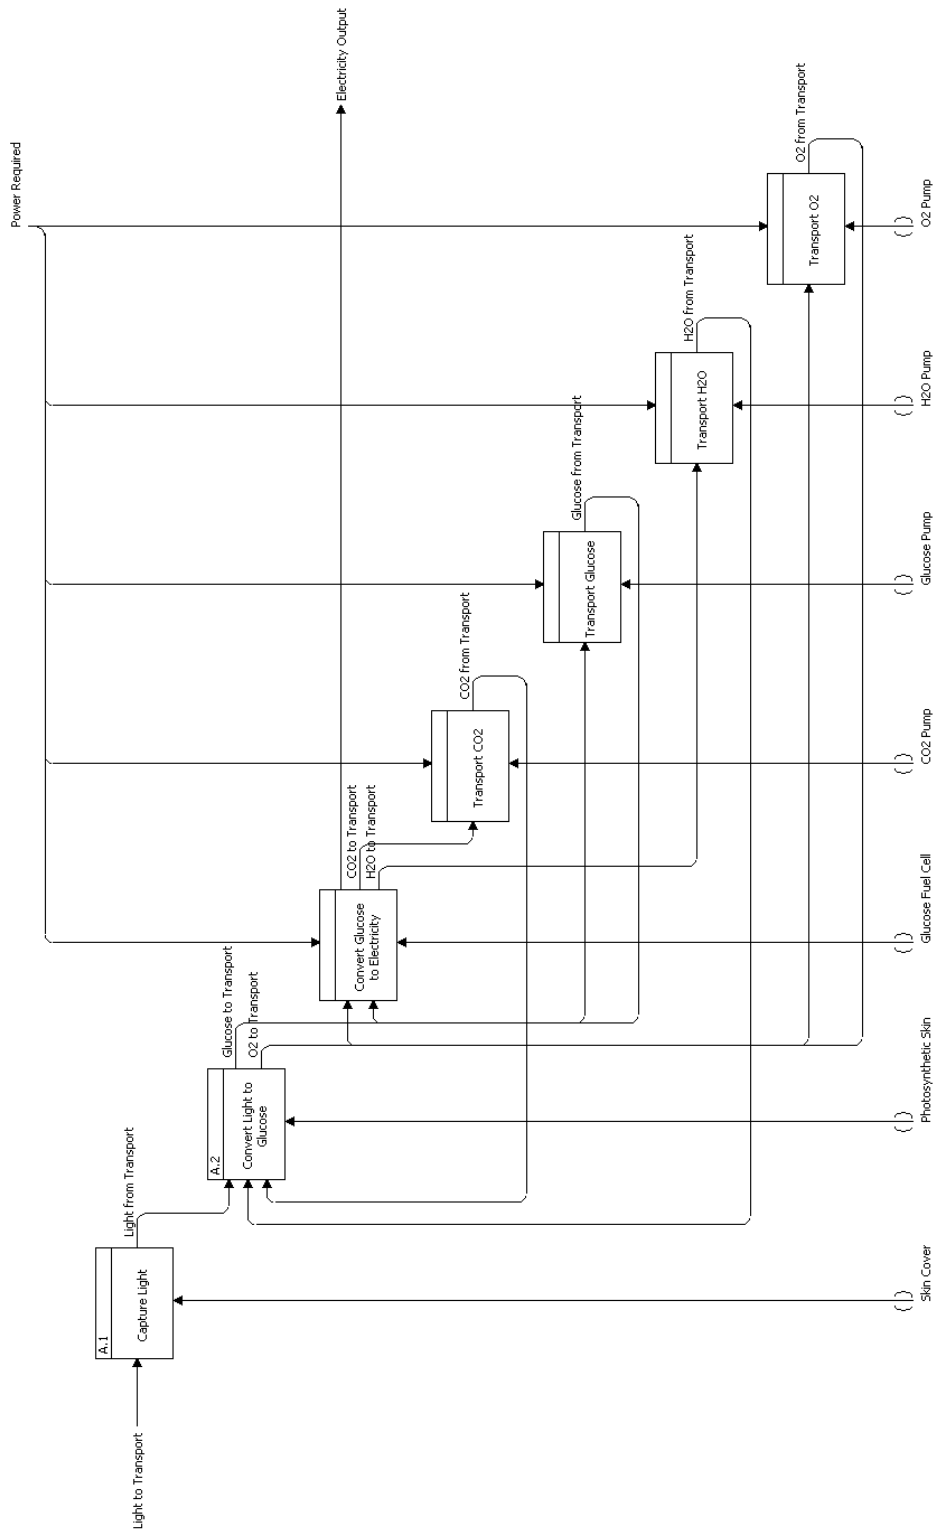 Power Required
Light to Transport
A.1
Capture Light
Light from Transport
A.2
Convert Light to
Glucose
Glucose to Transport
O2 to Transport
Convert Glucose
to Electricity
Electricity Output
CO2 to Transport
H2O to Transport
Transport CO2
CO2 from Transport
Transport Glucose
Glucose from Transport
Transport H2O
H2O from Transport
Transport O2
O2 from Transport
Skin Cover
Photosynthetic Skin
Glucose Fuel Cell
CO2 Pump
Glucose Pump
H2O Pump
O2 Pump